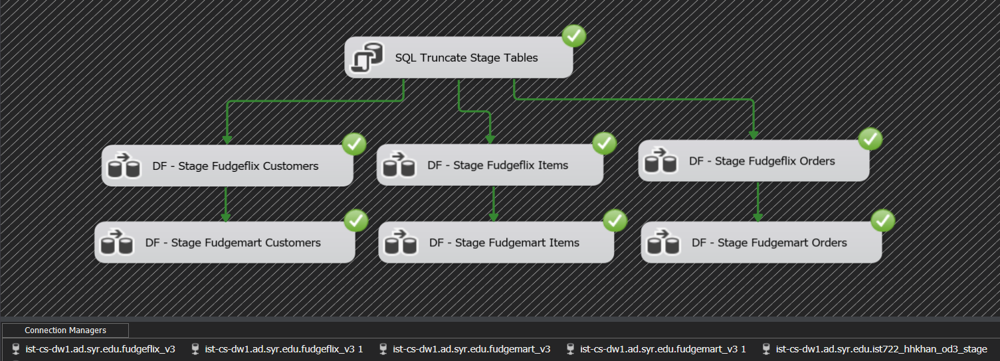 SQL Truncate Stage Tables
DF - Stage Fudgeflix Customers
DF - Stage Fudgeflix Items
DF - Stage Fudgeflix Orders
DF - Stage Fudgemart Customers
DF - Stage Fudgemart Items
DF - Stage Fudgemart Orders
Connection Managers
ist-cs-dw1.ad.syr.edu.fudgeflix_v3
ist-cs-dw1.ad.syr.edu.fudgeflix_v3 1
ist-cs-dw1.ad.syr.edu.fudgemart_v3
ist-cs-dw1.ad.syr.edu.fudgemart_v3 1
ist-cs-dw1.ad.syr.edu.ist722_hhkhan_od3_stage